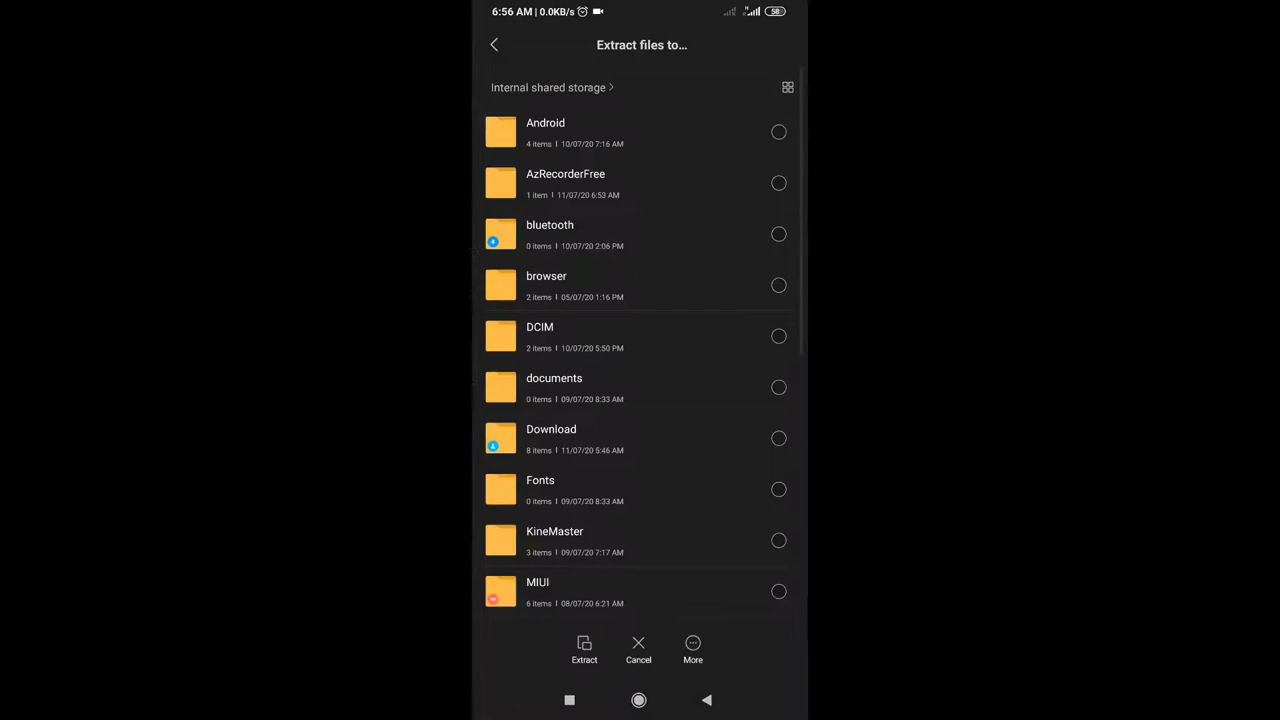 6:56 AM | 0.0KB/s
58
Extract files to...
Internal shared storage >
Android
4 items | 10/07/20 7:16 AM
AzRecorderFree
1 item | 11/07/20 6:53 AM
bluetooth
0 items | 10/07/20 2:06 PM
browser
2 items | 05/07/20 1:16 PM
DCIM
2 items | 10/07/20 5:50 PM
documents
0 items | 09/07/20 8:33 AM
Download
8 items | 11/07/20 5:46 AM
Fonts
0 items | 09/07/20 8:33 AM
KineMaster
3 items | 09/07/20 7:17 AM
MIUI
6 items | 08/07/20 6:21 AM
Extract Cancel More